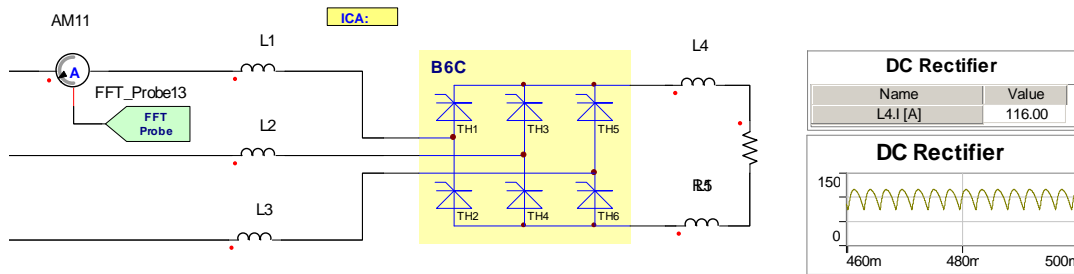 AM11
ICA:
L1
L4
A
B6C
FFT_Probe13
FFT
Probe
TH1
TH3
TH5
L2
L3
TH2
TH4
TH6
L5
DC Rectifier
Name Value
L4.I [A] 116.00
DC Rectifier
150
0
460m 480m 500m